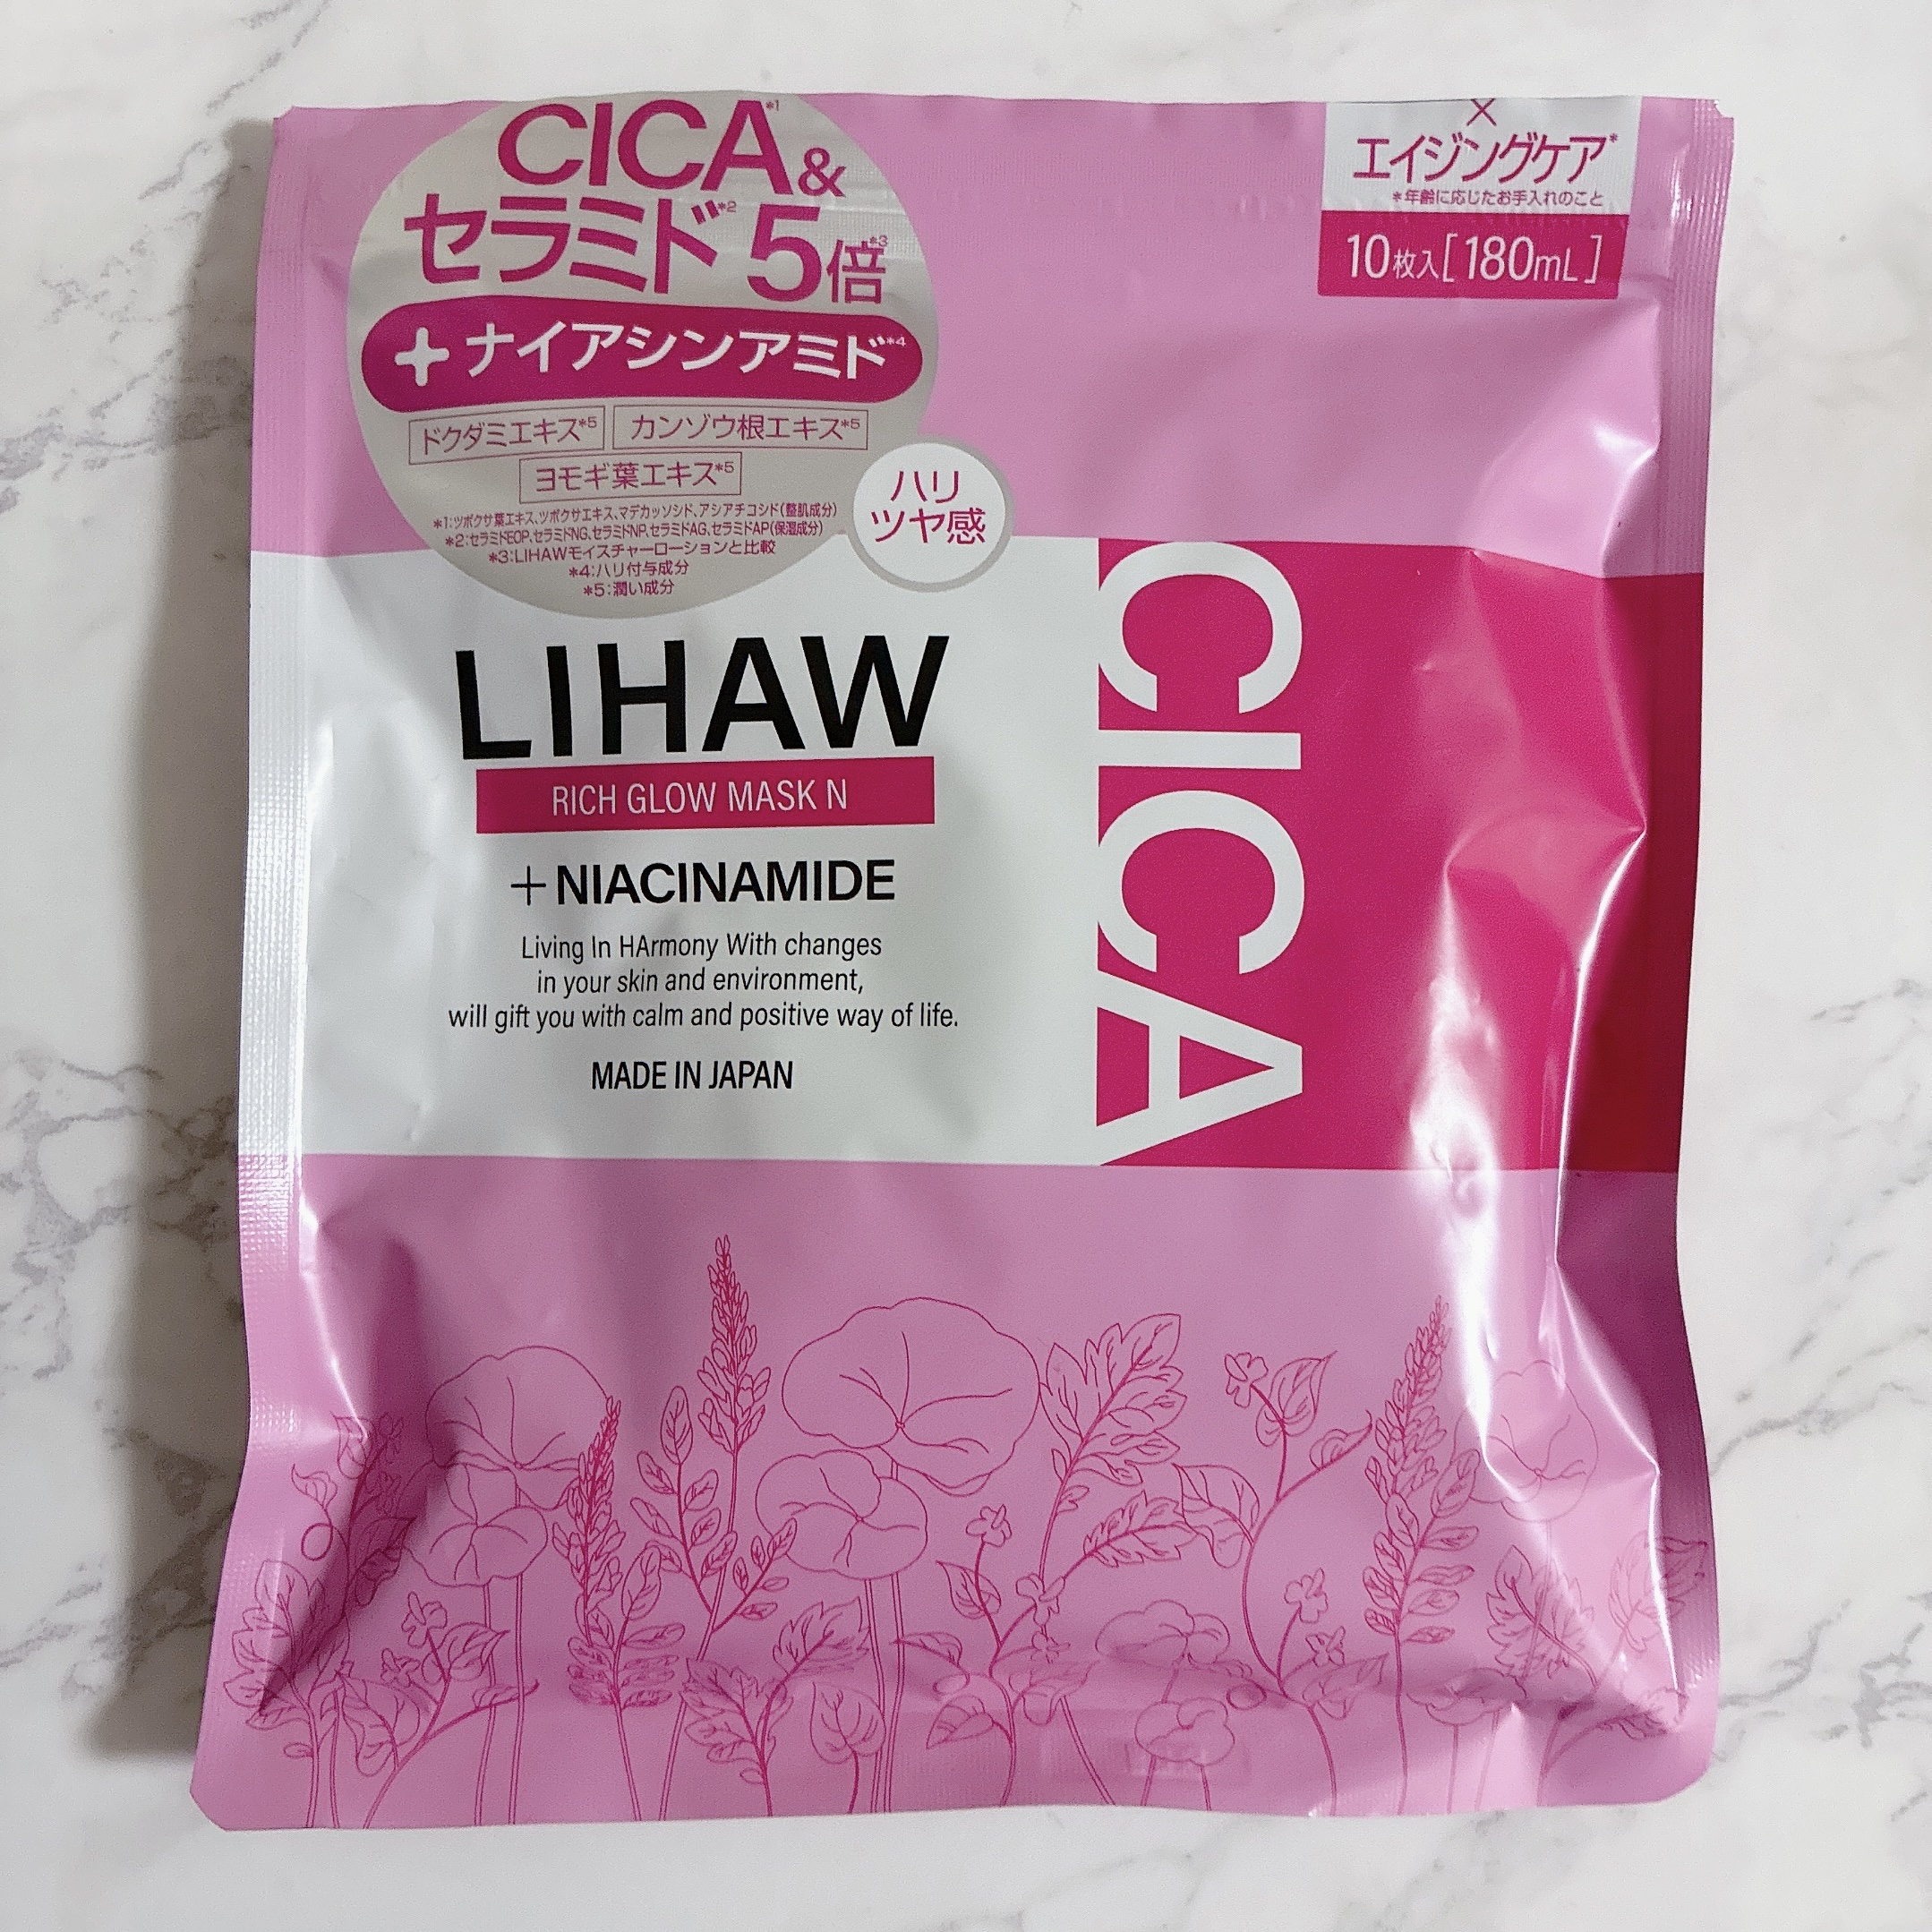 CICA*1&
セラミド*2 5倍*3
+ナイアシンアミド*4
ドクダミエキス*5 カンゾウ根エキス*5
ヨモギ葉エキス*5
*1:ツボクサ葉エキス、ツボクサエキス、マデカッソシド、アシアチコシド(整肌成分)
*2:セラミドEOP、セラミドNG、セラミドNP、セラミドAG、セラミドAP(保湿成分)
*3:LIHAWモイスチャーローションと比較
*4:ハリ付与成分
*5:潤い成分
ハリ
ツヤ感
×
エイジングケア*
*年齢に応じたお手入れのこと
10枚入[180mL]
LIHAW
RICH GLOW MASK N
+NIACINAMIDE
Living In HArmony With changes
in your skin and environment,
will gift you with calm and positive way of life.
MADE IN JAPAN
CICA